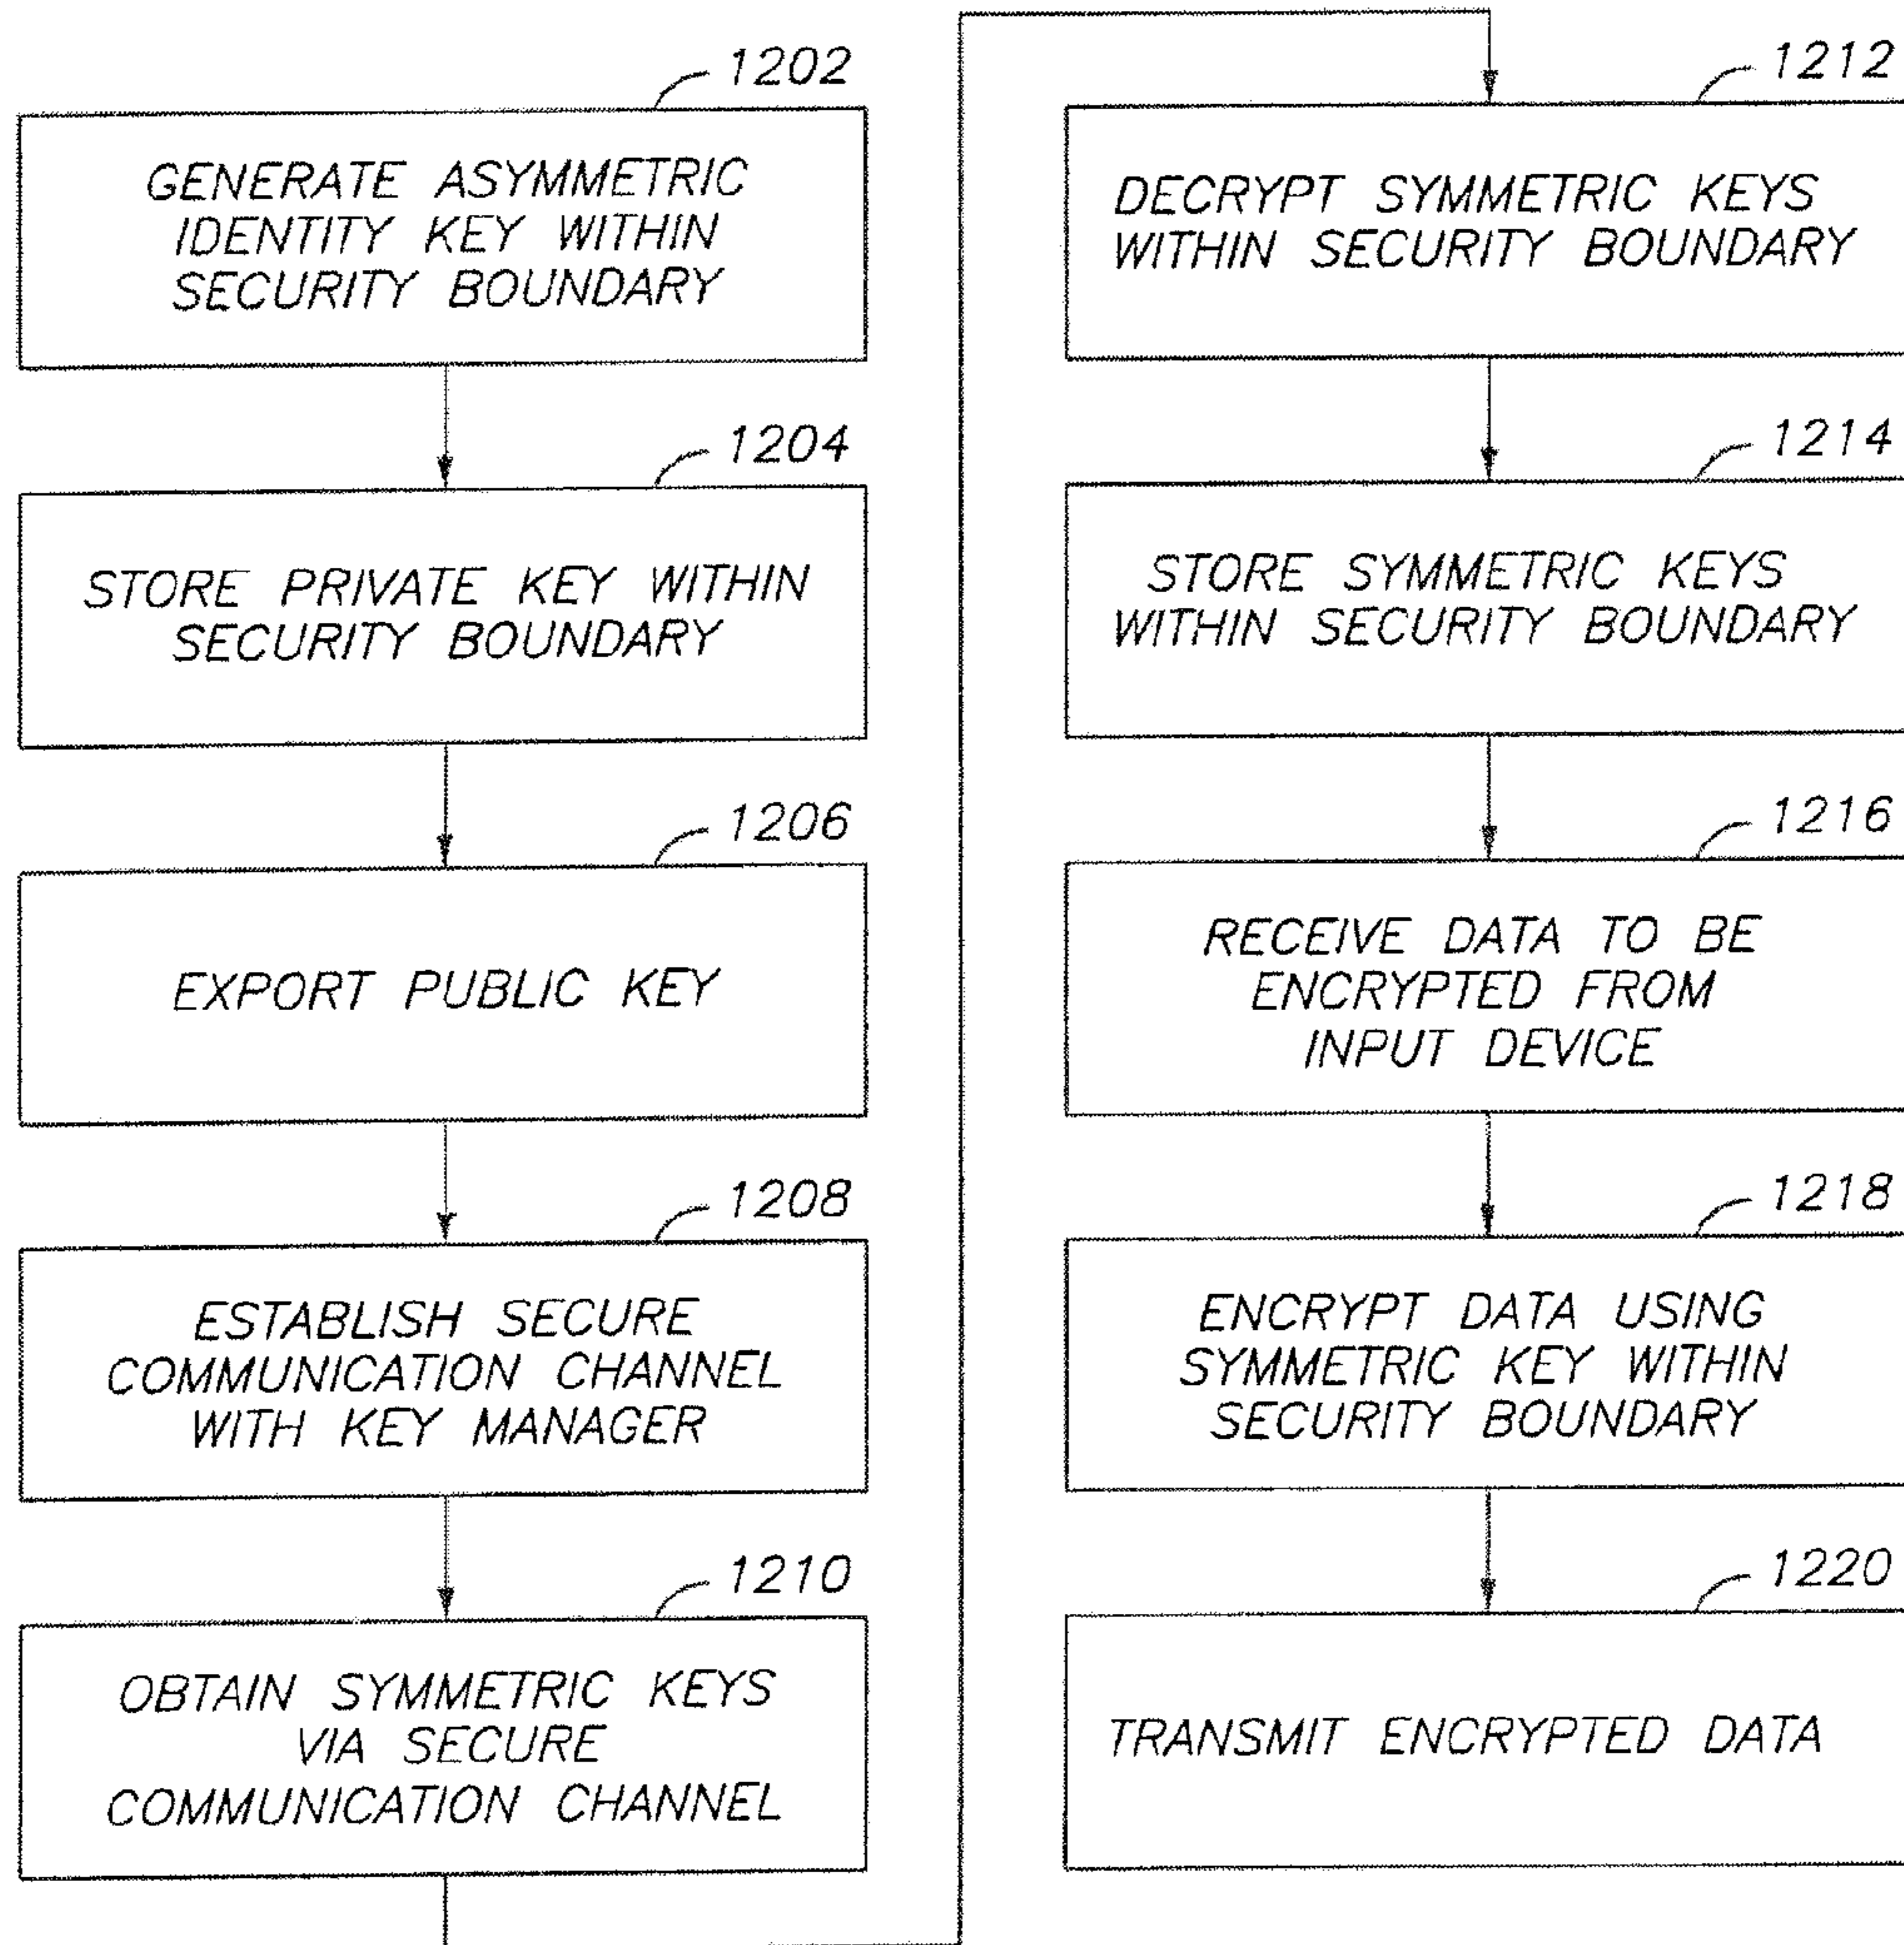 1202
GENERATE ASYMMETRIC
IDENTITY KEY WITHIN
SECURITY BOUNDARY
1204
STORE PRIVATE KEY WITHIN
SECURITY BOUNDARY
1206
EXPORT PUBLIC KEY
1208
ESTABLISH SECURE
COMMUNICATION CHANNEL
WITH KEY MANAGER
1210
OBTAIN SYMMETRIC KEYS
VIA SECURE
COMMUNICATION CHANNEL
1212
DECRYPT SYMMETRIC KEYS
WITHIN SECURITY BOUNDARY
1214
STORE SYMMETRIC KEYS
WITHIN SECURITY BOUNDARY
1216
RECEIVE DATA TO BE
ENCRYPTED FROM
INPUT DEVICE
1218
ENCRYPT DATA USING
SYMMETRIC KEY WITHIN
SECURITY BOUNDARY
1220
TRANSMIT ENCRYPTED DATA